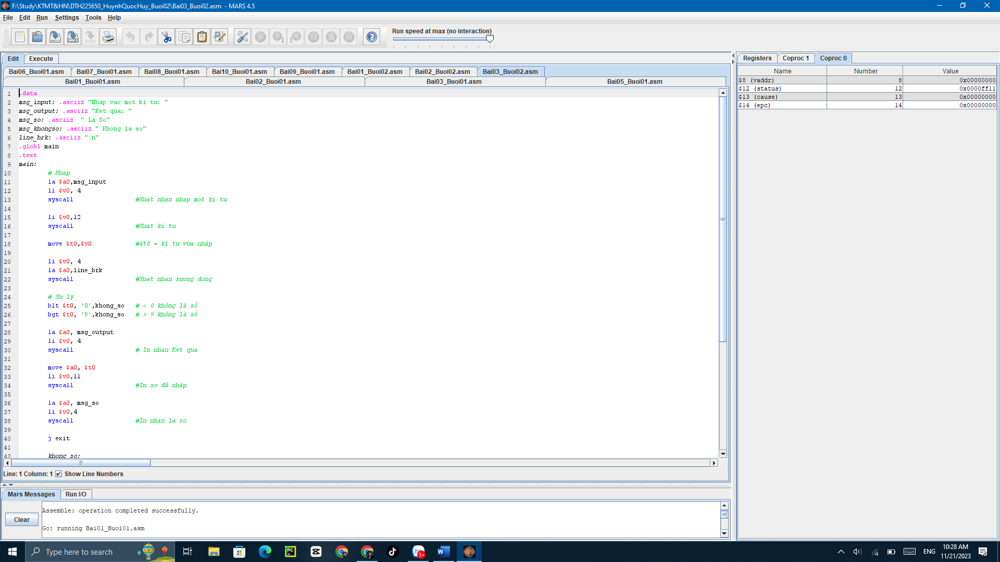 F:\Study\KTMT&HN\DTH225650_HuynhQuocHuy_Buoi02\Bai03_Buoi02.asm - MARS 4.5
File Edit Run Settings Tools Help
Run speed at max (no interaction)
Edit Execute
Bai06_Buoi01.asm Bai07_Buoi01.asm Bai08_Buoi01.asm Bai10_Buoi01.asm Bai09_Buoi01.asm Bai01_Buoi02.asm Bai02_Buoi02.asm Bai03_Buoi02.asm
Bai01_Buoi01.asm Bai02_Buoi01.asm Bai03_Buoi01.asm Bai05_Buoi01.asm
1 .data
2 msg_input: .asciiz "Nhap vao mot ki tu: "
3 msg_output: .asciiz "Ket qua: "
4 msg_so: .asciiz  " La So"
5 msg_khongso: .asciiz " Khong la so"
6 line_brk: .asciiz "\n"
7 .globl main
8 .text
9 main:
10 # Nhap
11 la $a0,msg_input
12 li $v0, 4
13 syscall #Xuat nhan nhap mot ki tu
14
15 li $v0,12
16 syscall #Xuat ki tu
17
18 move $t0,$v0 #$t0 = kí tự vừa nhập
19
20 li $v0, 4
21 la $a0,line_brk
22 syscall #Xuat nhan xuong dong
23
24 # Xu ly
25 blt $t0, '0',khong_so # < 0 không là số
26 bgt $t0, '9',khong_so # > 9 không là số
27
28 la $a0, msg_output
29 li $v0, 4
30 syscall # In nhan Ket qua
31
32 move $a0, $t0
33 li $v0,11
34 syscall #In so đã nhập
35
36 la $a0, msg_so
37 li $v0,4
38 syscall #In nhan la so
39
40 j exit
41
42 khong_so:
Line: 1 Column: 1 Show Line Numbers
Mars Messages Run I/O
Clear
Assemble: operation completed successfully.
Go: running Bai01_Buoi01.asm
Registers Coproc 1 Coproc 0
Name Number Value
$8 (vaddr) 8 0x00000000
$12 (status) 12 0x0000ff11
$13 (cause) 13 0x00000000
$14 (epc) 14 0x00000000
Type here to search
PC
Zalo
5+
W
ENG
10:28 AM
11/21/2023